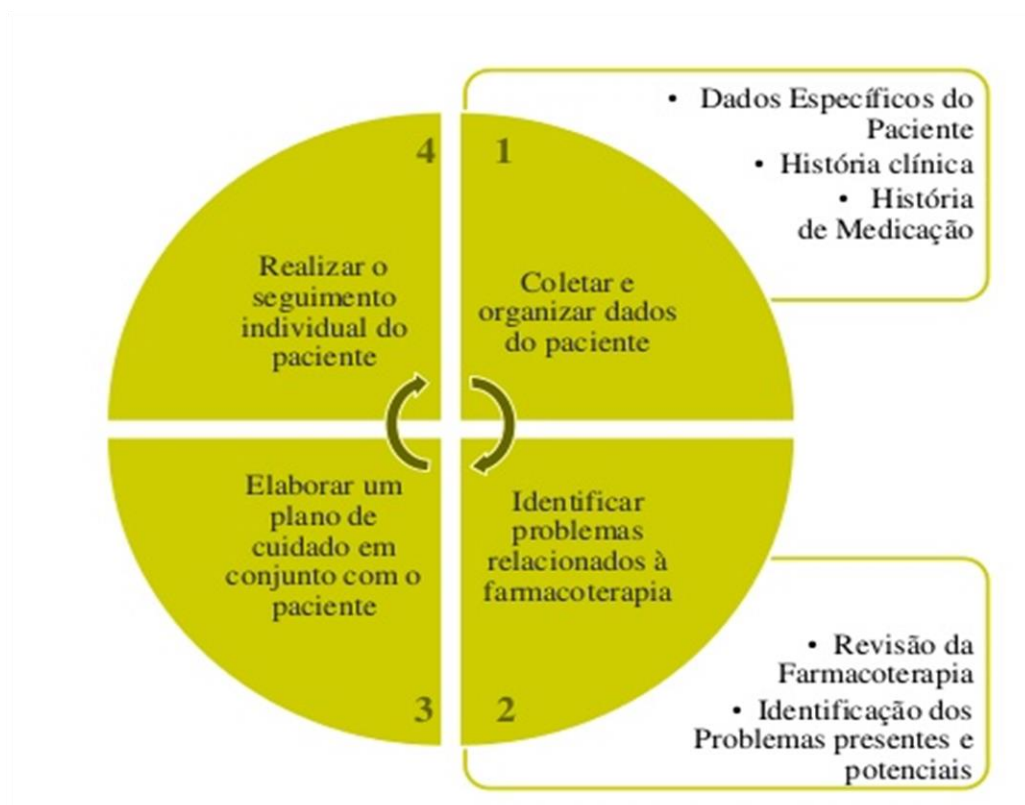 1
Coletar e
organizar dados
do paciente
• Dados Específicos do
Paciente
• História clínica
• História
de Medicação
2
Identificar
problemas
relacionados à
farmacoterapia
• Revisão da
Farmacoterapia
• Identificação dos
Problemas presentes e
potenciais
3
Elaborar um
plano de
cuidado em
conjunto com o
paciente
4
Realizar o
seguimento
individual do
paciente